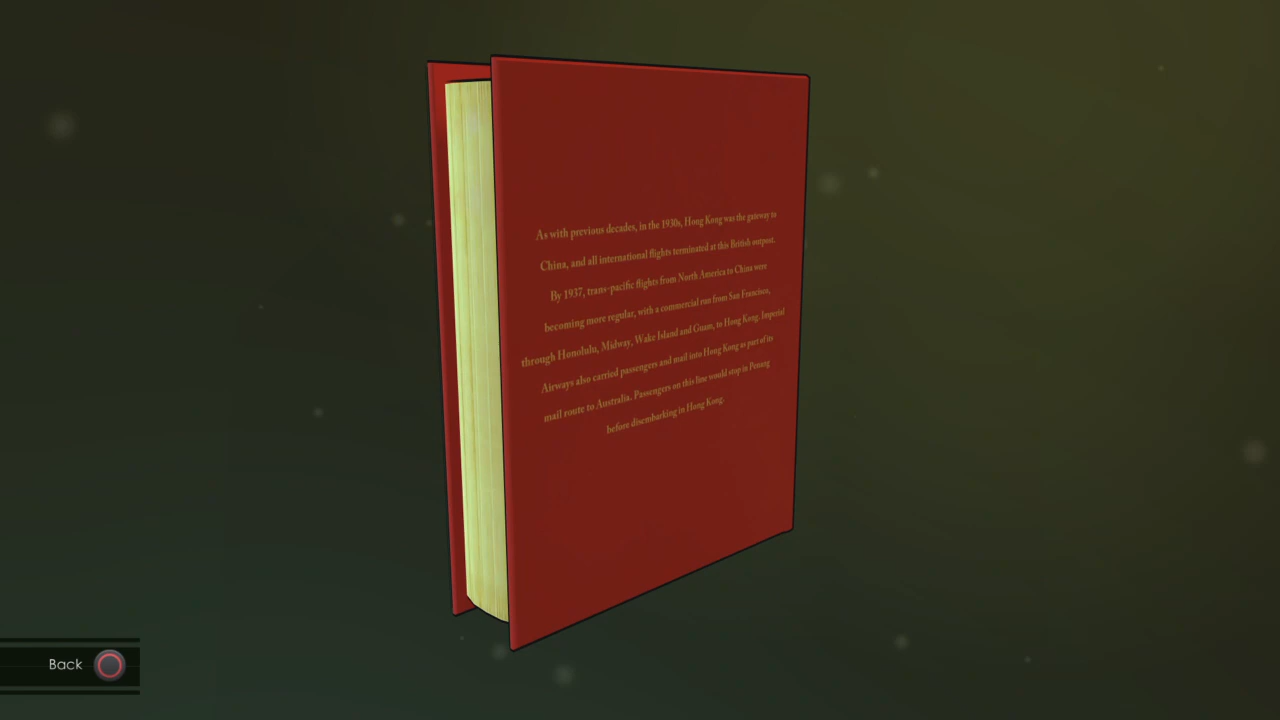 As with previous decades, in the 1930s, Hong Kong was the gateway to
China, and all international flights terminated at this British outpost.
By 1937, trans-pacific flights from North America to China were
becoming more regular, with a commercial run from San Francisco,
through Honolulu, Midway, Wake Island and Guam, to Hong Kong. Imperial
Airways also carried passengers and mail into Hong Kong as part of its
mail route to Australia. Passengers on this line would stop in Penang
before disembarking in Hong Kong.
Back